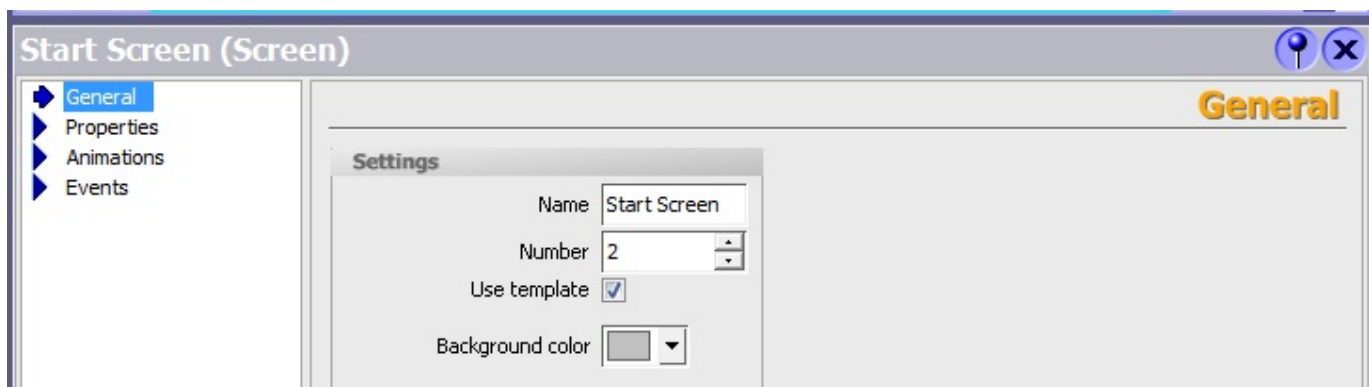 Start Screen (Screen)
General
Properties
Animations
Events
General
Settings
Name Start Screen
Number 2
Use template
Background color